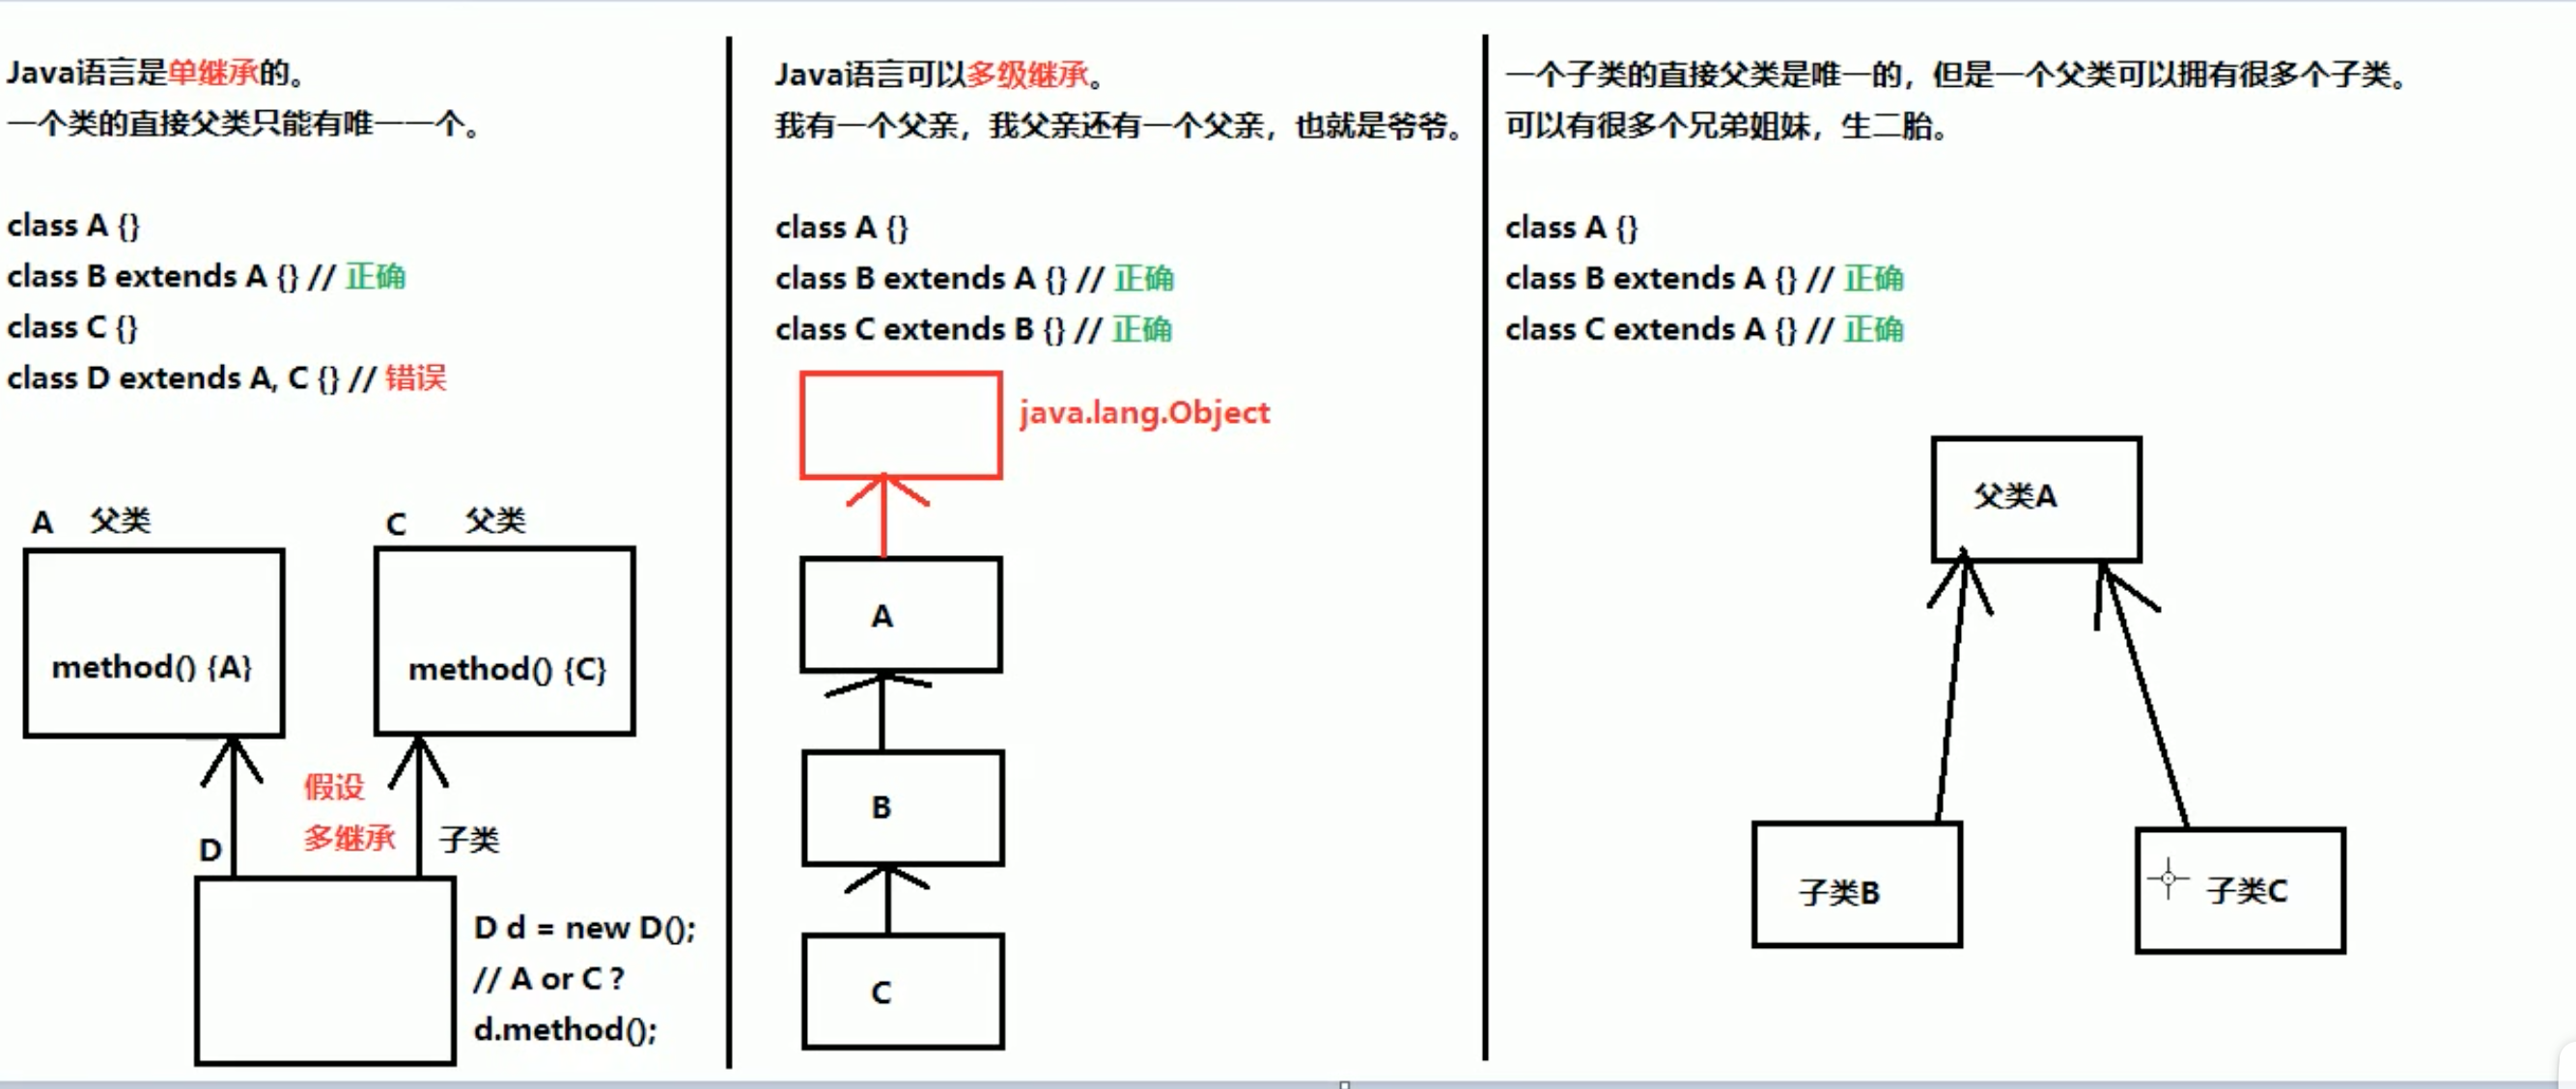 Java语言是单继承的。
一个类的直接父类只能有唯一一个。
class A {}
class B extends A {} // 正确
class C {}
class D extends A, C {} // 错误
A 父类
C 父类
method() {A}
method() {C}
假设
多继承
D
子类
D d = new D();
// A or C ?
d.method();
Java语言可以多级继承。
我有一个父亲，我父亲还有一个父亲，也就是爷爷。
class A {}
class B extends A {} // 正确
class C extends B {} // 正确
java.lang.Object
A
B
C
一个子类的直接父类是唯一的，但是一个父类可以拥有很多个子类。
可以有很多个兄弟姐妹，生二胎。
class A {}
class B extends A {} // 正确
class C extends A {} // 正确
父类A
子类B
子类C